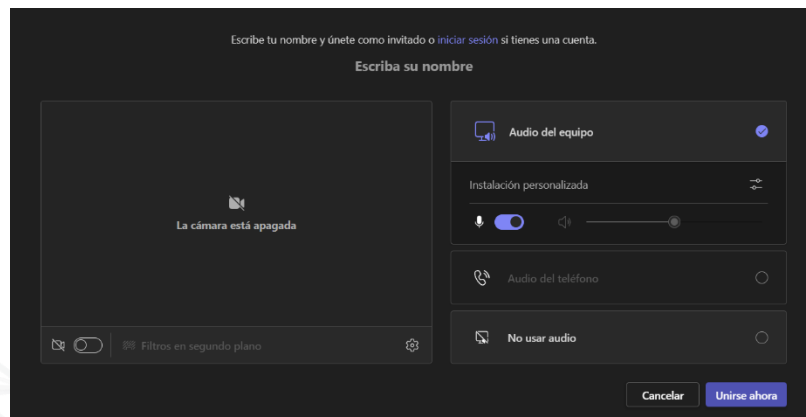 Escribe tu nombre y únete como invitado o iniciar sesión si tienes una cuenta.
Escriba su nombre
La cámara está apagada
Filtros en segundo plano
Audio del equipo
Instalación personalizada
Audio del teléfono
No usar audio
Cancelar
Unirse ahora